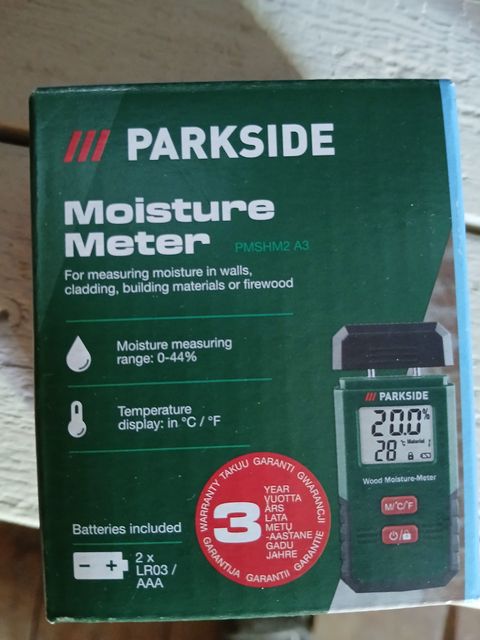 PARKSIDE
Moisture
Meter PMSHM2 A3
For measuring moisture in walls,
cladding, building materials or firewood
Moisture measuring
range: 0-44%
Temperature
display: in °C / °F
Batteries included
2 x
LR03 /
AAA
WARRANTY TAKUU GARANTI GWARANCJI
3
YEAR
VUOTTA
ÅRS
LATA
METŲ
-AASTANE
GADU
JAHRE
GARANTIJA GARANTII GARANTIE
PARKSIDE
20.0%
28 °C Material
Wood Moisture-Meter
M/°C/°F